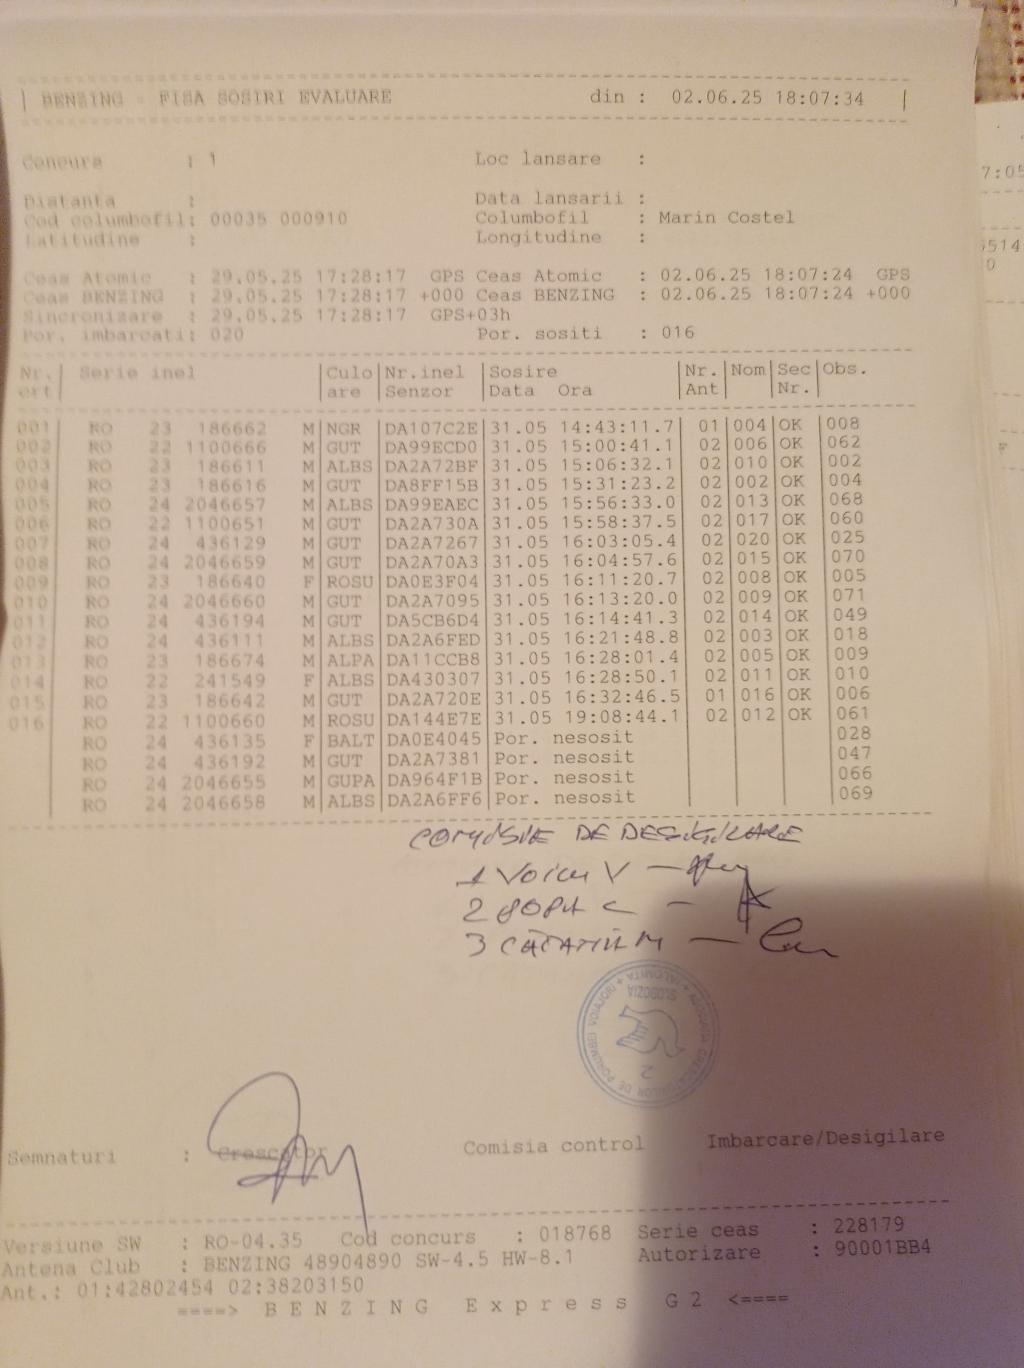 BENZING - FISA SOSIRI EVALUARE din : 02.06.25 18:07:34
Concurs : 1 Loc lansare :
Distanta : Data lansarii :
Cod columbofil: 00035 000910 Columbofil : Marin Costel
Latitudine : Longitudine :
Ceas Atomic : 29.05.25 17:28:17 GPS Ceas Atomic : 02.06.25 18:07:24 GPS
Ceas BENZING : 29.05.25 17:28:17 +000 Ceas BENZING : 02.06.25 18:07:24 +000
Sincronizare : 29.05.25 17:28:17 GPS+03h
Por. imbarcati: 020 Por. sositi : 016
Nr. | Serie inel | Culo | Nr.inel | Sosire | Nr. | Nom | Sec | Obs.
crt | | are | Senzor | Data Ora | Ant | | Nr. |
001 | RO 23 186662 M | NGR | DA107C2E | 31.05 14:43:11.7 | 01 | 004 | OK | 008
002 | RO 22 1100666 M | GUT | DA99ECD0 | 31.05 15:00:41.1 | 02 | 006 | OK | 062
003 | RO 23 186611 M | ALBS | DA2A72BF | 31.05 15:06:32.1 | 02 | 010 | OK | 002
004 | RO 23 186616 M | GUT | DA8FF15B | 31.05 15:31:23.2 | 02 | 002 | OK | 004
005 | RO 24 2046657 M | ALBS | DA99EAEC | 31.05 15:56:33.0 | 02 | 013 | OK | 068
006 | RO 22 1100651 M | GUT | DA2A730A | 31.05 15:58:37.5 | 02 | 017 | OK | 060
007 | RO 24 436129 M | GUT | DA2A7267 | 31.05 16:03:05.4 | 02 | 020 | OK | 025
008 | RO 24 2046659 M | GUT | DA2A70A3 | 31.05 16:04:57.6 | 02 | 015 | OK | 070
009 | RO 23 186640 F | ROSU | DA0E3F04 | 31.05 16:11:20.7 | 02 | 008 | OK | 005
010 | RO 24 2046660 M | GUT | DA2A7095 | 31.05 16:13:20.0 | 02 | 009 | OK | 071
011 | RO 24 436194 M | GUT | DA5CB6D4 | 31.05 16:14:41.3 | 02 | 014 | OK | 049
012 | RO 24 436111 M | ALBS | DA2A6FED | 31.05 16:21:48.8 | 02 | 003 | OK | 018
013 | RO 23 186674 M | ALPA | DA11CCB8 | 31.05 16:28:01.4 | 02 | 005 | OK | 009
014 | RO 22 241549 F | ALBS | DA430307 | 31.05 16:28:50.1 | 02 | 011 | OK | 010
015 | RO 23 186642 M | GUT | DA2A720E | 31.05 16:32:46.5 | 01 | 016 | OK | 006
016 | RO 22 1100660 M | ROSU | DA144E7E | 31.05 19:08:44.1 | 02 | 012 | OK | 061
RO 24 436135 F | BALT | DA0E4045 | Por. nesosit | | | | 028
RO 24 436192 M | GUT | DA2A7381 | Por. nesosit | | | | 047
RO 24 2046655 M | GUPA | DA964F1B | Por. nesosit | | | | 066
RO 24 2046658 M | ALBS | DA2A6FF6 | Por. nesosit | | | | 069
COMISIE DE DESIGILARE
1 Voicu V —
2 POPA C —
3 —
ASOCIATIA CRESCATORILOR DE PORUMBEI VOIAJORI + IALOMITA +
SLOBOZIA
2
Semnaturi : Crescator Comisia control Imbarcare/Desigilare
Versiune SW : RO-04.35 Cod concurs : 018768 Serie ceas : 228179
Antena Club : BENZING 48904890 SW-4.5 HW-8.1 Autorizare : 90001BB4
Ant.: 01:42802454 02:38203150
====> B E N Z I N G E x p r e s s G 2 <====
7:05
5514
0
F